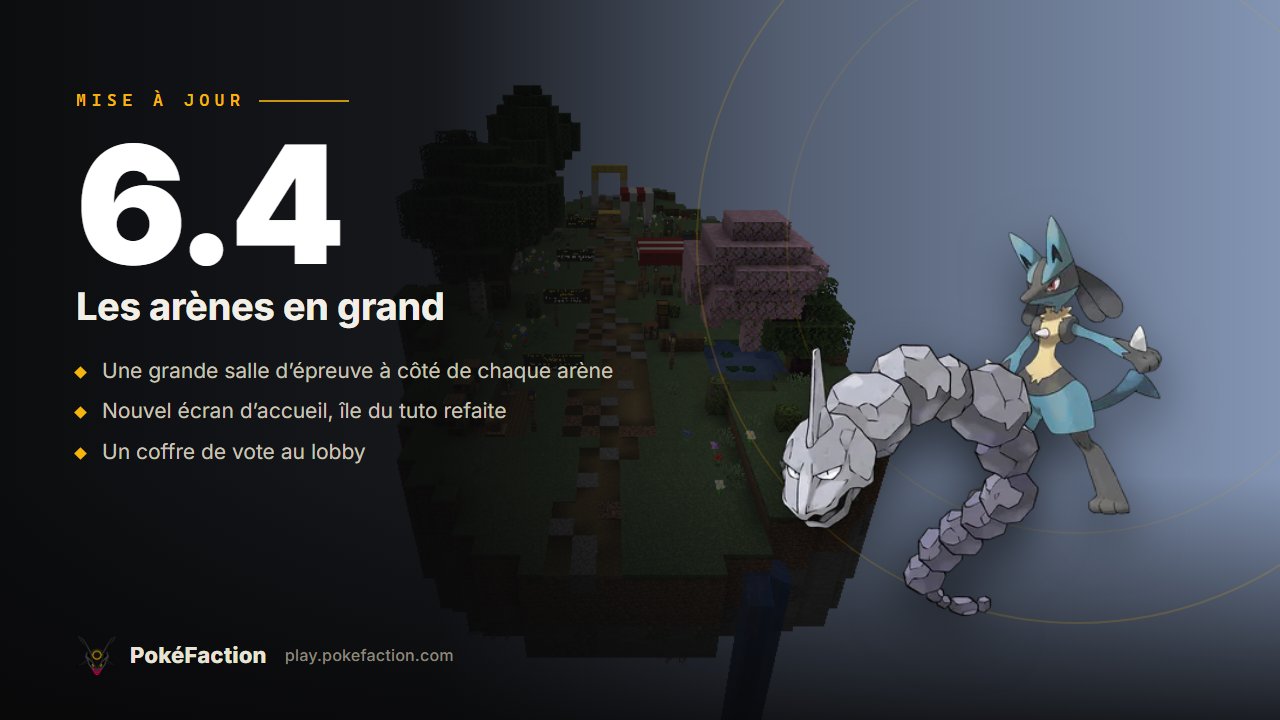 MISE À JOUR
6.4
Les arènes en grand
Une grande salle d’épreuve à côté de chaque arène
Nouvel écran d’accueil, île du tuto refaite
Un coffre de vote au lobby
PokéFaction play.pokefaction.com